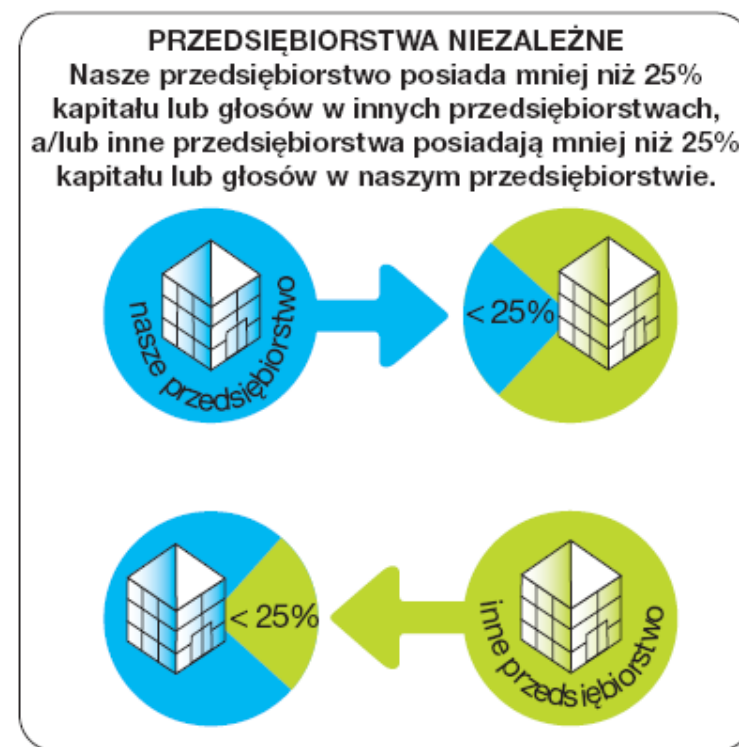 PRZEDSIĘBIORSTWA NIEZALEŻNE
Nasze przedsiębiorstwo posiada mniej niż 25%
kapitału lub głosów w innych przedsiębiorstwach,
a/lub inne przedsiębiorstwa posiadają mniej niż 25%
kapitału lub głosów w naszym przedsiębiorstwie.
nasze przedsiębiorstwo
< 25%
< 25%
inne przedsiębiorstwo